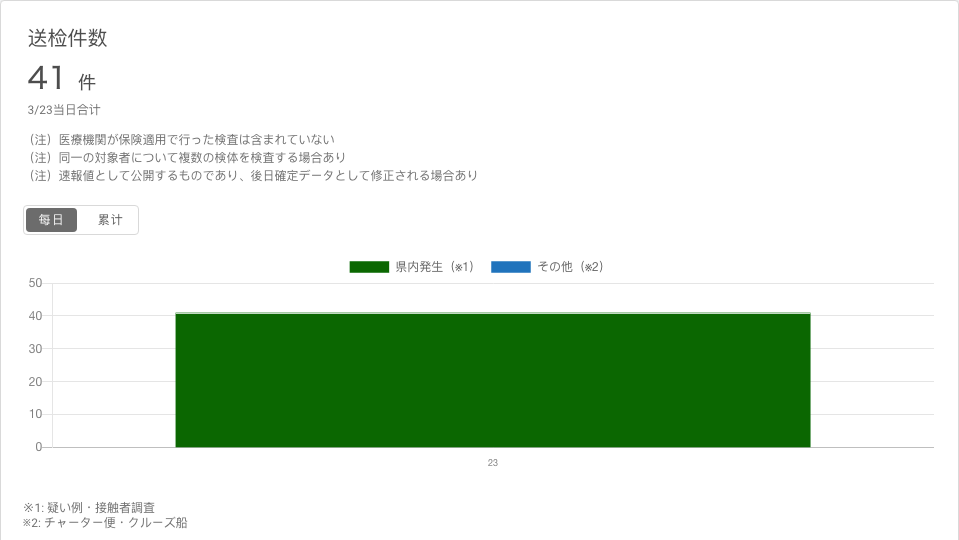 送检件数
41 件
3/23当日合计
（注）医療機関が保険適用で行った検査は含まれていない
（注）同一の対象者について複数の検体を検査する場合あり
（注）速報値として公開するものであり、後日確定データとして修正される場合あり
每日 累计
県内発生（※1） その他（※2）
50
40
30
20
10
0
23
※1: 疑い例・接触者調査
※2: チャーター便・クルーズ船